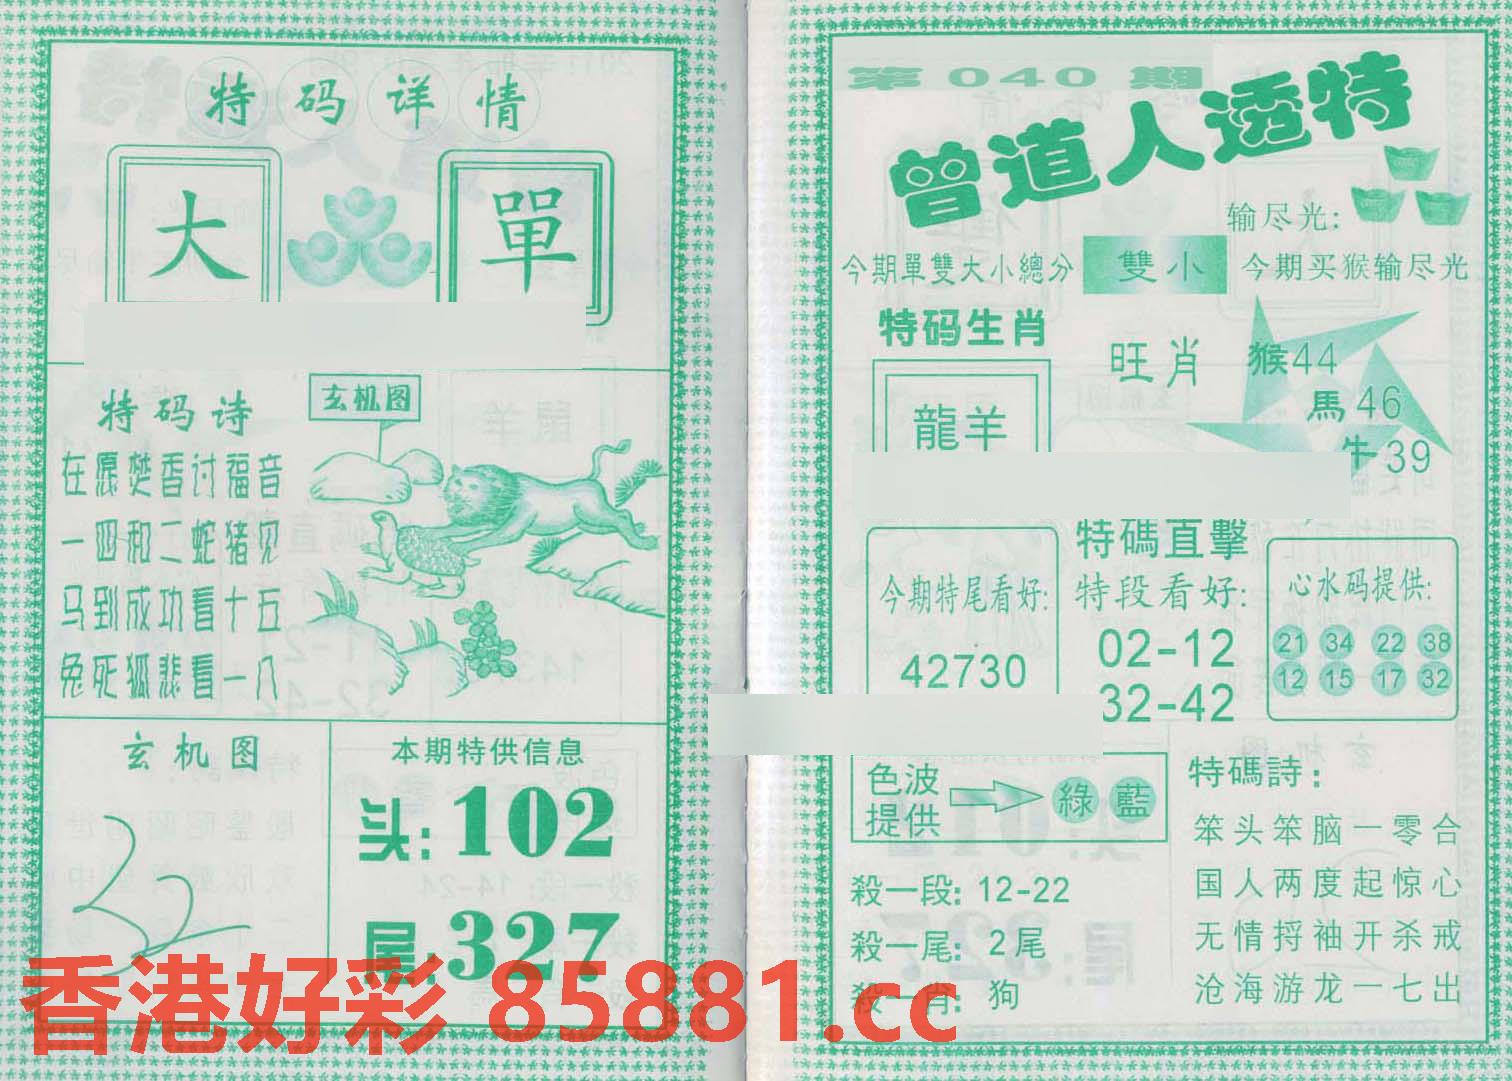 特码详情
大 單
特码诗
玄机图
在愿焚香讨福音
一四和二蛇猪见
马到成功看十五
兔死狐悲看一八
玄机图
32
本期特供信息
头:102
尾:327
第040期
曾道人透特
输尽光:
今期單雙大小總分 雙小 今期买猴输尽光
特码生肖
龍羊
旺肖
猴44
馬46
牛39
今期特尾看好:
42730
特碼直擊
特段看好:
02-12
32-42
心水码提供:
21 34 22 38
12 15 17 32
色波提供
綠 藍
殺一段: 12-22
殺一尾: 2尾
殺一肖: 狗
特碼詩:
笨头笨脑一零合
国人两度起惊心
无情捋袖开杀戒
沧海游龙一七出
香港好彩 85881.cc